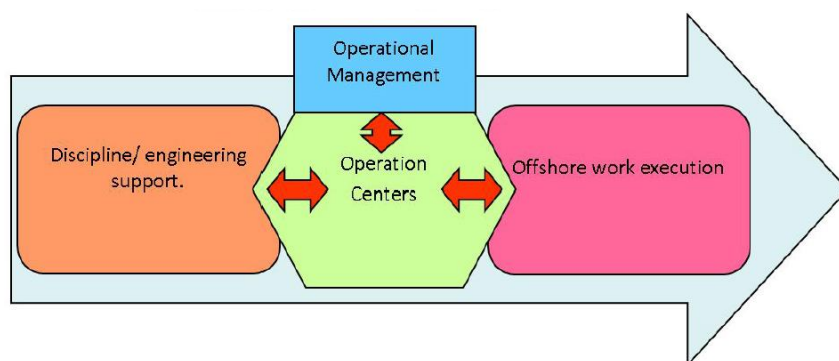 Operational
Management
Discipline/ engineering
support.
Operation
Centers
Offshore work execution